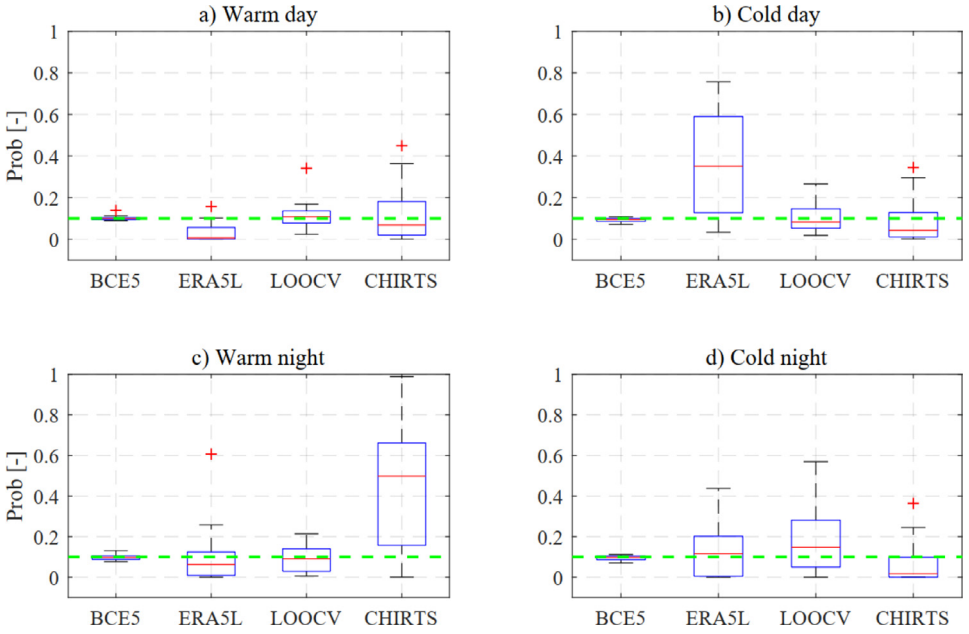 a) Warm day
b) Cold day
1
0.8
0.6
0.4
0.2
0
Prob [-]
BCE5 ERA5L LOOCV CHIRTS
1
0.8
0.6
0.4
0.2
0
BCE5 ERA5L LOOCV CHIRTS
c) Warm night
d) Cold night
1
0.8
0.6
0.4
0.2
0
Prob [-]
BCE5 ERA5L LOOCV CHIRTS
1
0.8
0.6
0.4
0.2
0
BCE5 ERA5L LOOCV CHIRTS